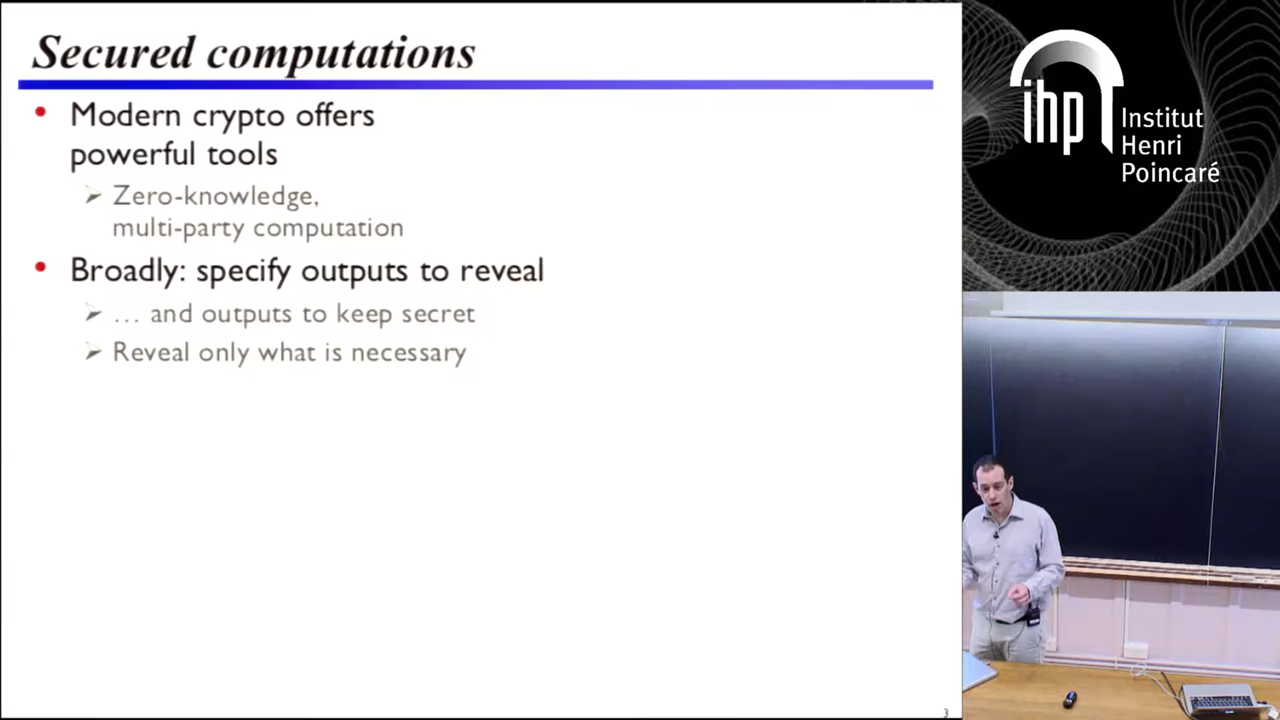 Secured computations
• Modern crypto offers
powerful tools
➢ Zero-knowledge,
multi-party computation
• Broadly: specify outputs to reveal
➢ … and outputs to keep secret
➢ Reveal only what is necessary
3
ihp
Institut
Henri
Poincaré